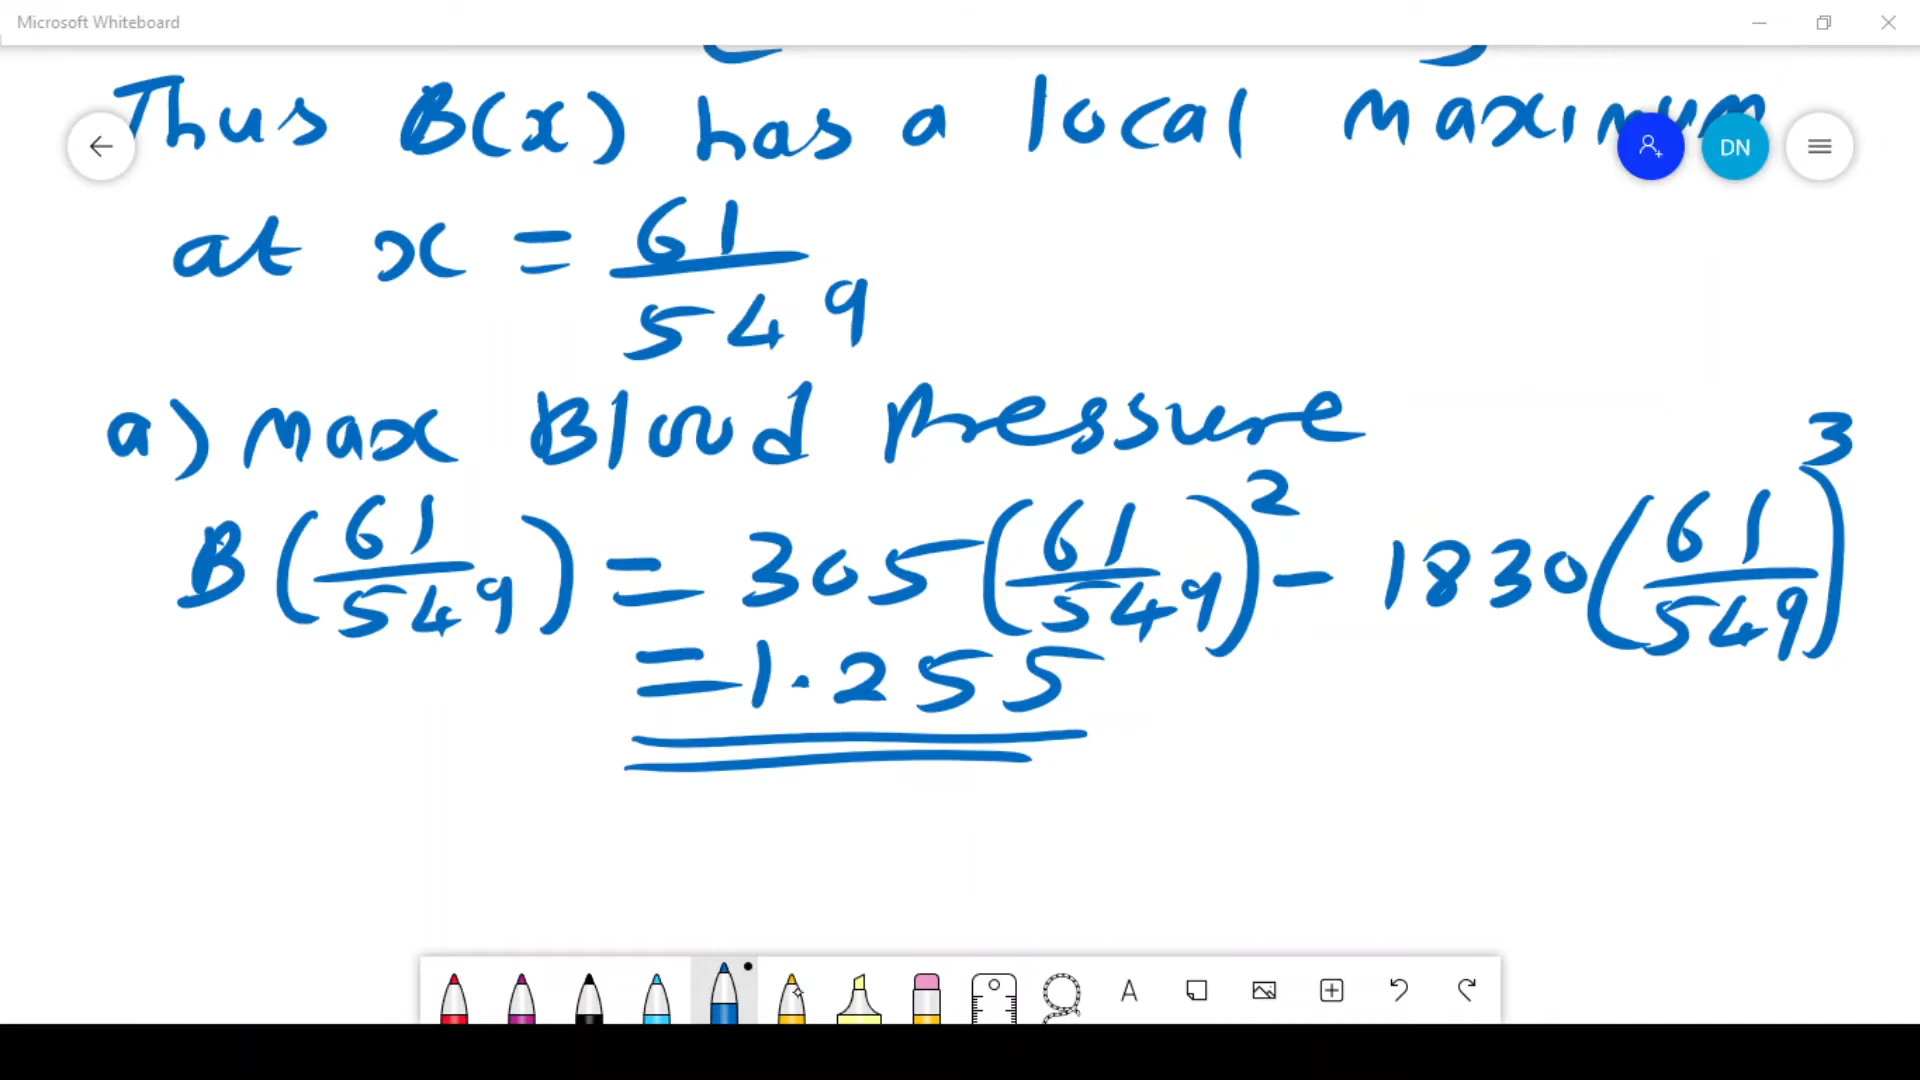 Microsoft Whiteboard
Thus B(x) has a local maximum
DN
at x = 61/549
a) Max Blood Pressure
B(61/549) = 305(61/549)² - 1830(61/549)³
= 1.255
A